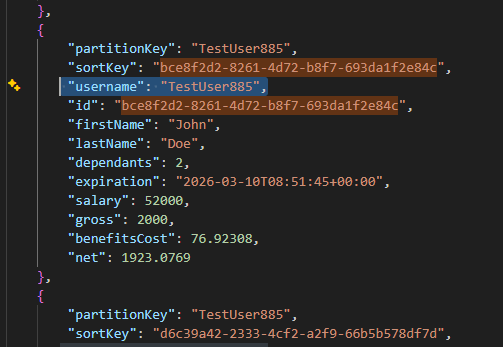 },
{
"partitionKey": "TestUser885",
"sortKey": "bce8f2d2-8261-4d72-b8f7-693da1f2e84c",
"username": "TestUser885",
"id": "bce8f2d2-8261-4d72-b8f7-693da1f2e84c",
"firstName": "John",
"lastName": "Doe",
"dependants": 2,
"expiration": "2026-03-10T08:51:45+00:00",
"salary": 52000,
"gross": 2000,
"benefitsCost": 76.92308,
"net": 1923.0769
},
{
"partitionKey": "TestUser885",
"sortKey": "d6c39a42-2333-4cf2-a2f9-66b5b578df7d",